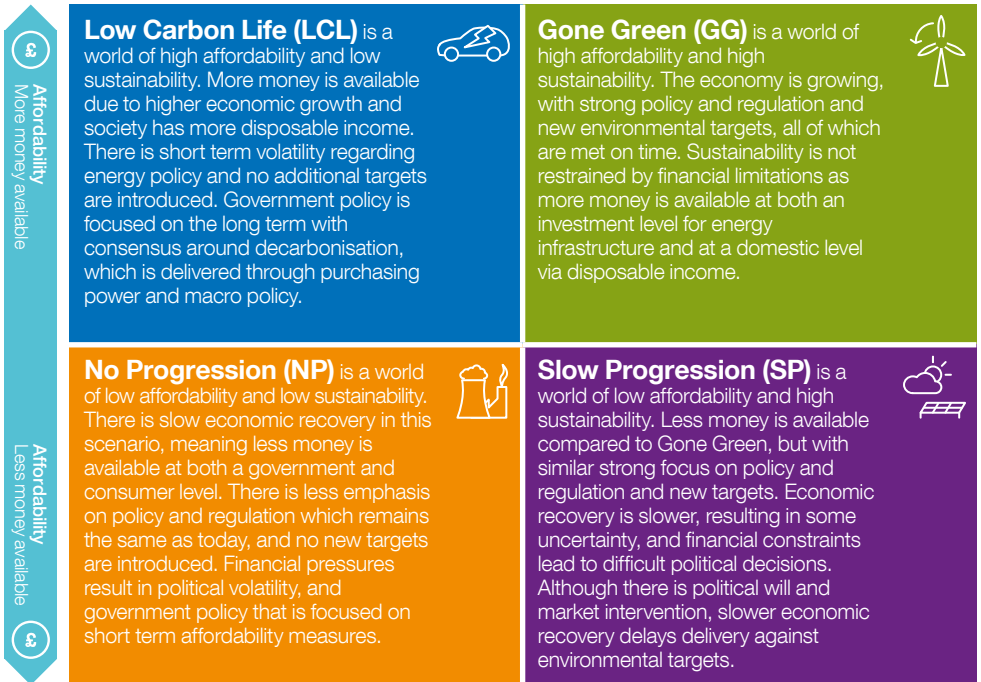 £
Affordability
More money available
Low Carbon Life (LCL) is a
world of high affordability and low
sustainability. More money is available
due to higher economic growth and
society has more disposable income.
There is short term volatility regarding
energy policy and no additional targets
are introduced. Government policy is
focused on the long term with
consensus around decarbonisation,
which is delivered through purchasing
power and macro policy.
Gone Green (GG) is a world of
high affordability and high
sustainability. The economy is growing,
with strong policy and regulation and
new environmental targets, all of which
are met on time. Sustainability is not
restrained by financial limitations as
more money is available at both an
investment level for energy
infrastructure and at a domestic level
via disposable income.
Affordability
Less money available
£
No Progression (NP) is a world
of low affordability and low sustainability.
There is slow economic recovery in this
scenario, meaning less money is
available at both a government and
consumer level. There is less emphasis
on policy and regulation which remains
the same as today, and no new targets
are introduced. Financial pressures
result in political volatility, and
government policy that is focused on
short term affordability measures.
Slow Progression (SP) is a
world of low affordability and high
sustainability. Less money is available
compared to Gone Green, but with
similar strong focus on policy and
regulation and new targets. Economic
recovery is slower, resulting in some
uncertainty, and financial constraints
lead to difficult political decisions.
Although there is political will and
market intervention, slower economic
recovery delays delivery against
environmental targets.